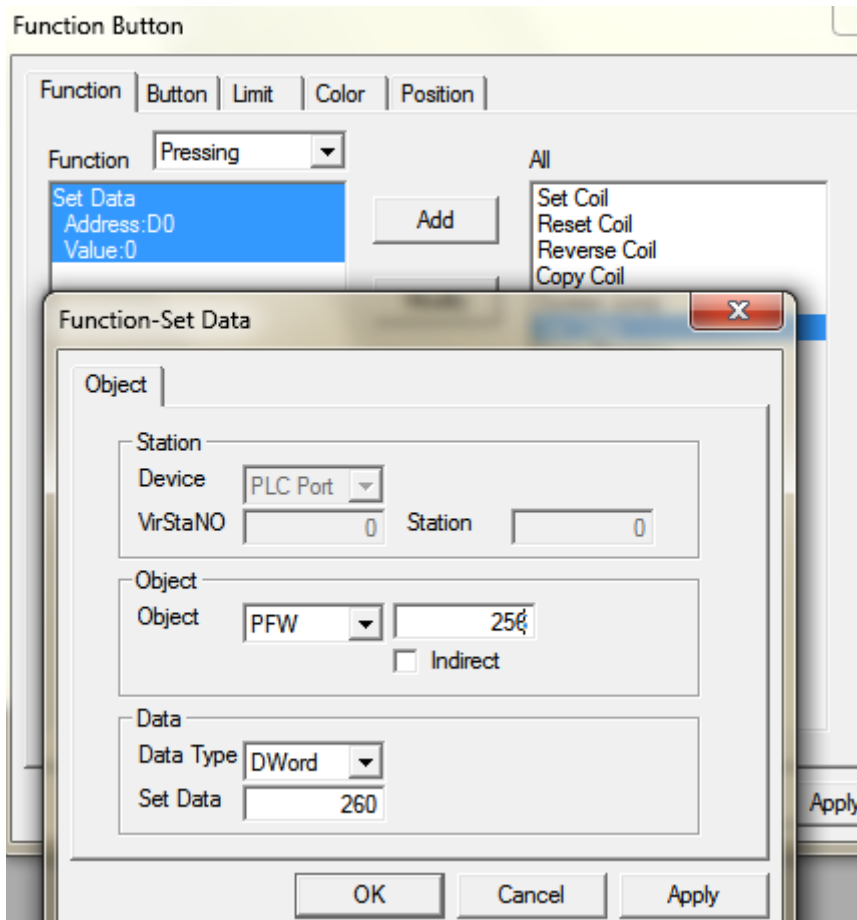 Function Button
Function Button Limit Color Position
Function Pressing All
Set Data
Address:D0
Value:0
Add
Set Coil
Reset Coil
Reverse Coil
Copy Coil
Function-Set Data
Object
Station
Device PLC Port
VirStaNO 0 Station 0
Object
Object PFW 256
Indirect
Data
Data Type DWord
Set Data 260
Apply
OK Cancel Apply